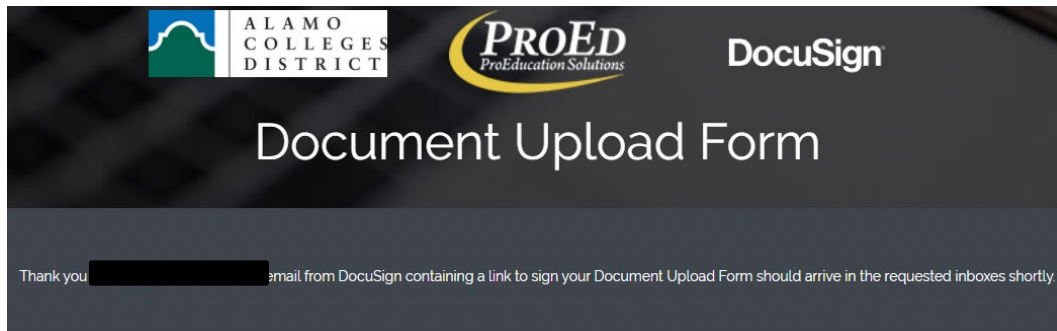 ALAMO
COLLEGES
DISTRICT
PROED
ProEducation Solutions
DocuSign
Document Upload Form
Thank you email from DocuSign containing a link to sign your Document Upload Form should arrive in the requested inboxes shortly.